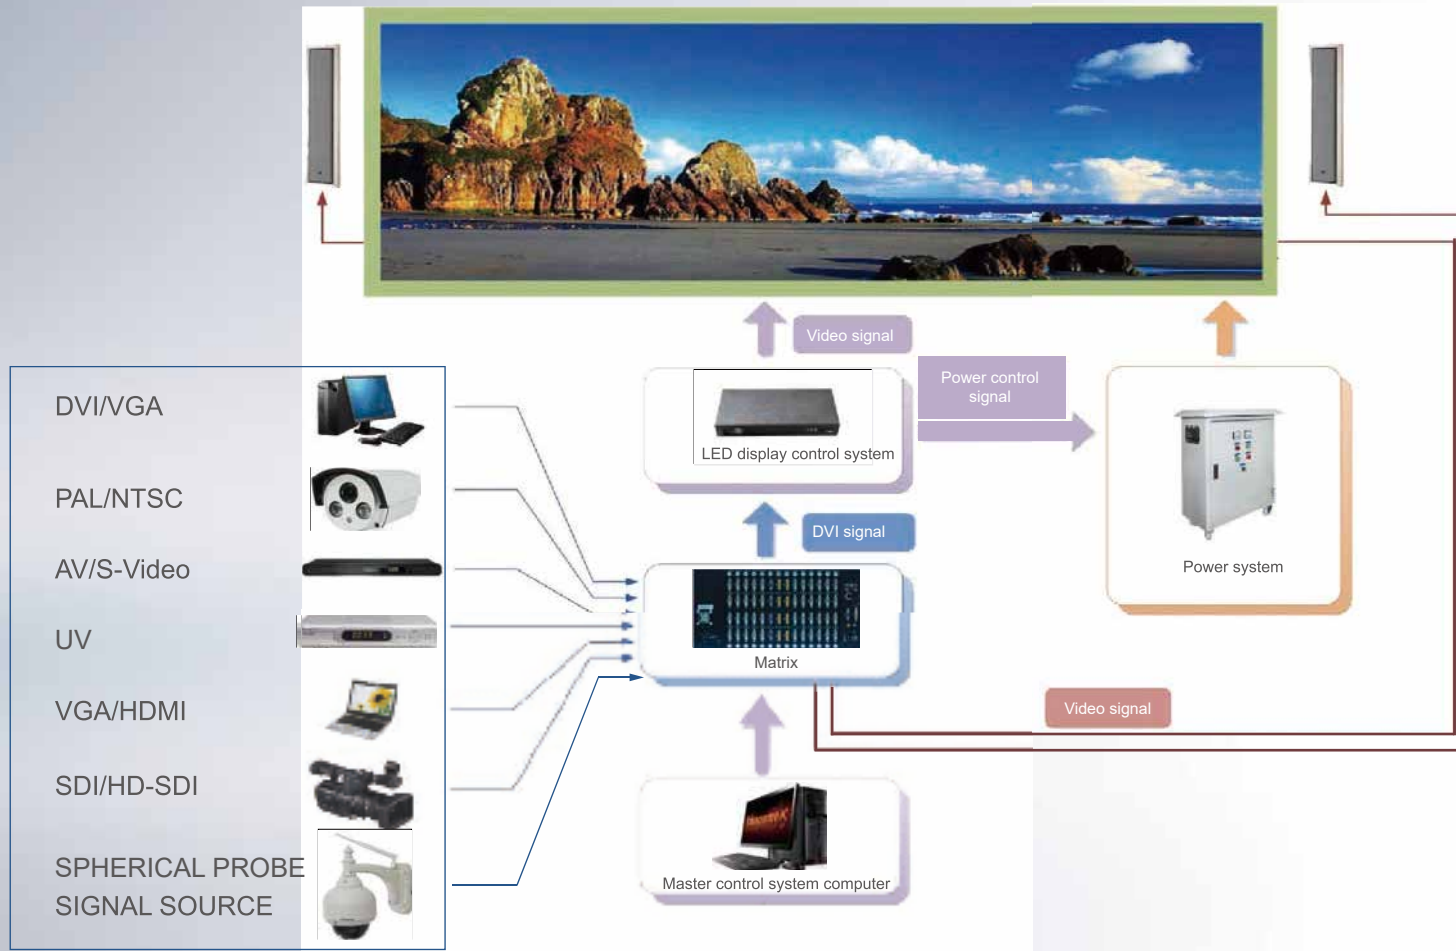 Video signal
Power control
signal
LED display control system
DVI/VGA
PAL/NTSC
DVI signal
AV/S-Video
Power system
UV
Matrix
VGA/HDMI
Video signal
SDI/HD-SDI
SPHERICAL PROBE
SIGNAL SOURCE
Master control system computer